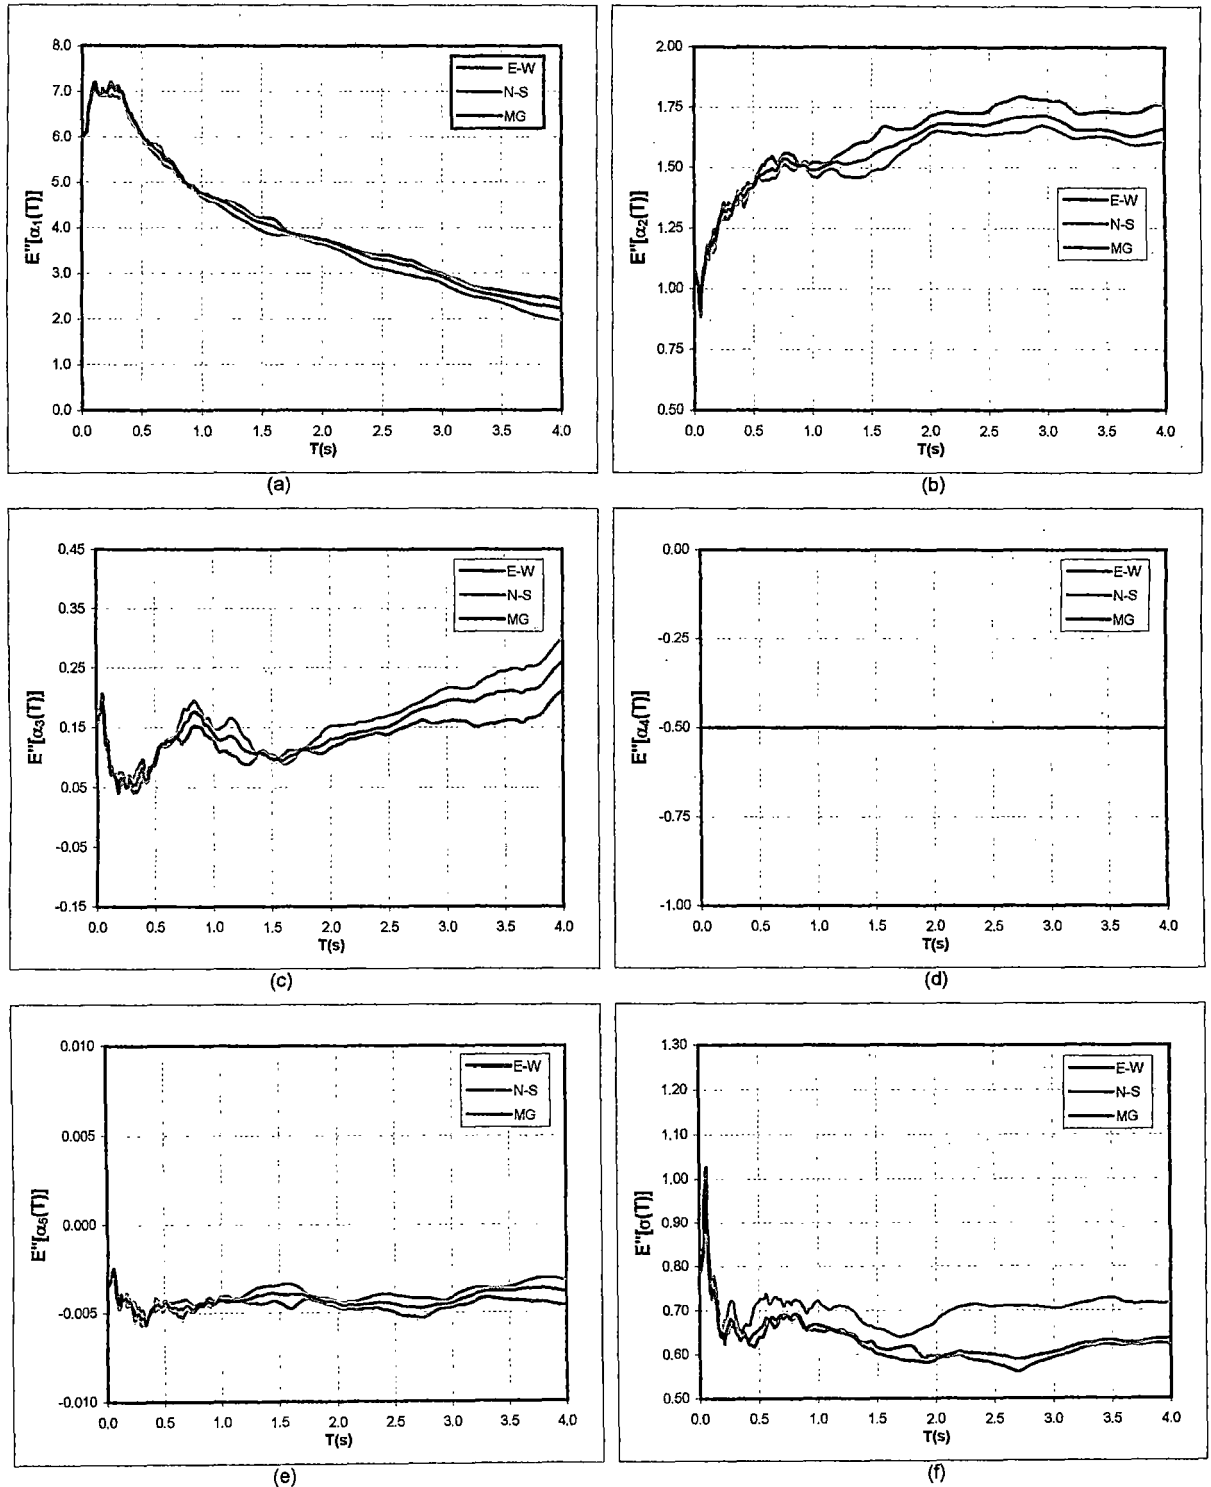 8.0
7.0
6.0
5.0
4.0
3.0
2.0
1.0
0.0
E"[α₁(T)]
E-W
N-S
MG
0.0 0.5 1.0 1.5 2.0 2.5 3.0 3.5 4.0
T(s)
(a)
2.00
1.75
1.50
1.25
1.00
0.75
0.50
E"[α₂(T)]
E-W
N-S
MG
0.0 0.5 1.0 1.5 2.0 2.5 3.0 3.5 4.0
T(s)
(b)
0.45
0.35
0.25
0.15
0.05
-0.05
-0.15
E"[α₃(T)]
E-W
N-S
MG
0.0 0.5 1.0 1.5 2.0 2.5 3.0 3.5 4.0
T(s)
(c)
0.00
-0.25
-0.50
-0.75
-1.00
E"[α₄(T)]
E-W
N-S
MG
0.0 0.5 1.0 1.5 2.0 2.5 3.0 3.5 4.0
T(s)
(d)
0.010
0.005
0.000
-0.005
-0.010
E"[α₅(T)]
E-W
N-S
MG
0.0 0.5 1.0 1.5 2.0 2.5 3.0 3.5 4.0
T(s)
(e)
1.30
1.20
1.10
1.00
0.90
0.80
0.70
0.60
0.50
E"[σ(T)]
E-W
N-S
MG
0.0 0.5 1.0 1.5 2.0 2.5 3.0 3.5 4.0
T(s)
(f)